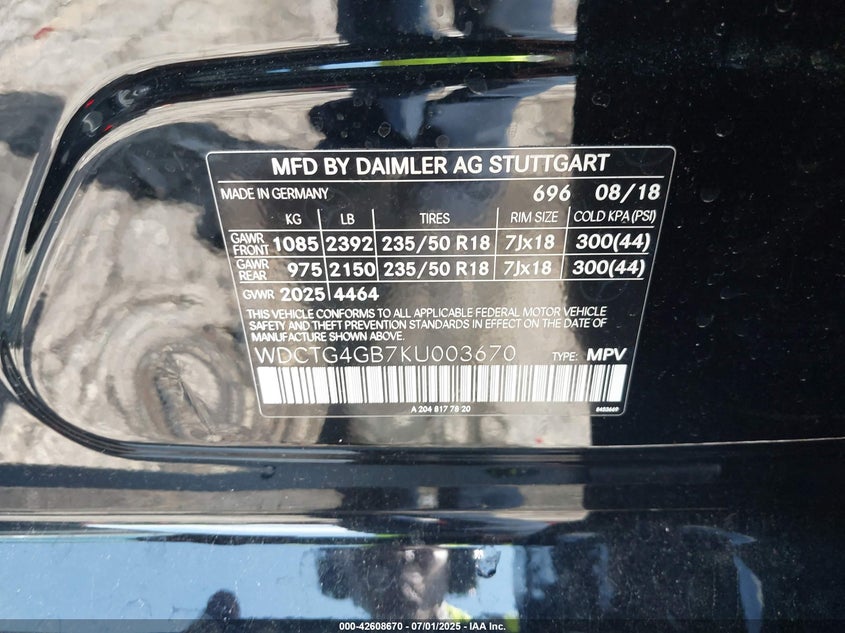 MFD BY DAIMLER AG STUTTGART
MADE IN GERMANY 696 08/18
KG LB TIRES RIM SIZE COLD KPA (PSI)
GAWR FRONT 1085 2392 235/50 R18 7Jx18 300(44)
GAWR REAR 975 2150 235/50 R18 7Jx18 300(44)
GVWR 2025 4464
THIS VEHICLE CONFORMS TO ALL APPLICABLE FEDERAL MOTOR VEHICLE
SAFETY AND THEFT PREVENTION STANDARDS IN EFFECT ON THE DATE OF
MANUFACTURE SHOWN ABOVE.
WDCTG4GB7KU003670 TYPE: MPV
A 204 817 78 20
000-42608670 - 07/01/2025 - IAA Inc.